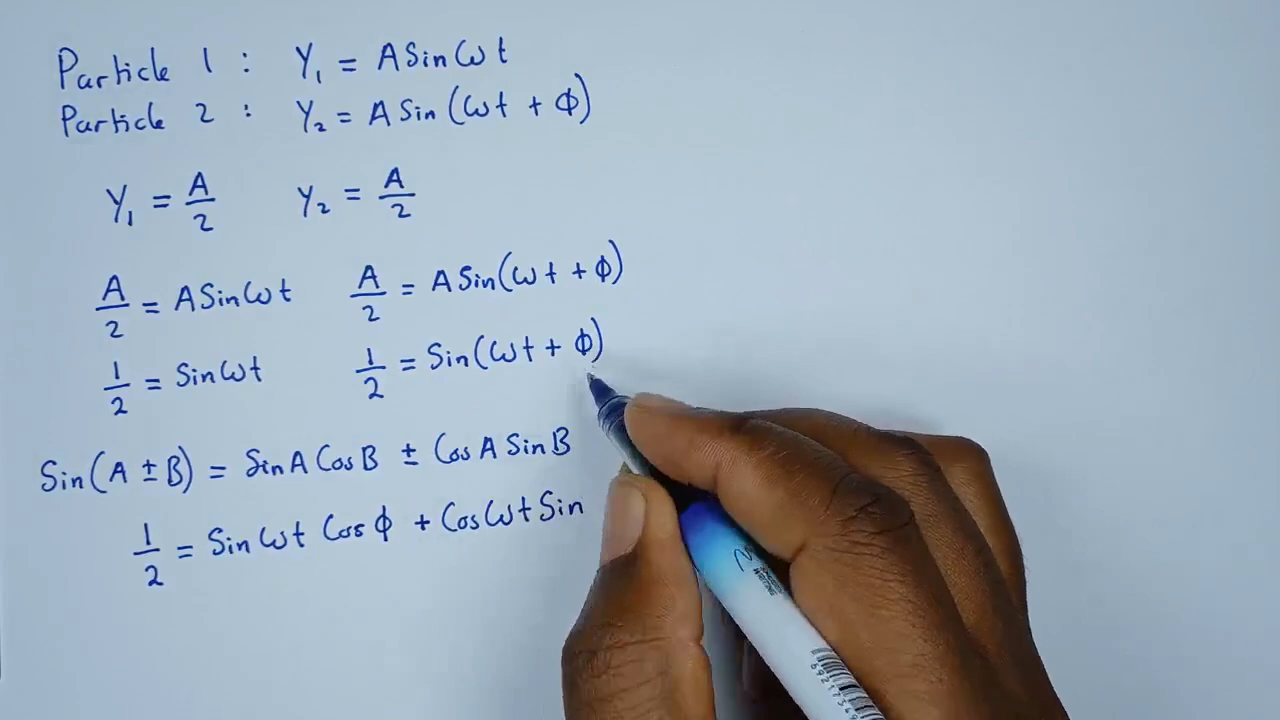 Particle 1 : Y₁ = A Sin ωt
Particle 2 : Y₂ = A Sin (ωt + ϕ)
Y₁ = A/2 Y₂ = A/2
A/2 = A Sin ωt A/2 = A Sin (ωt + ϕ)
1/2 = Sin ωt 1/2 = Sin (ωt + ϕ)
Sin (A ± B) = Sin A Cos B ± Cos A Sin B
1/2 = Sin ωt Cos ϕ + Cos ωt Sin